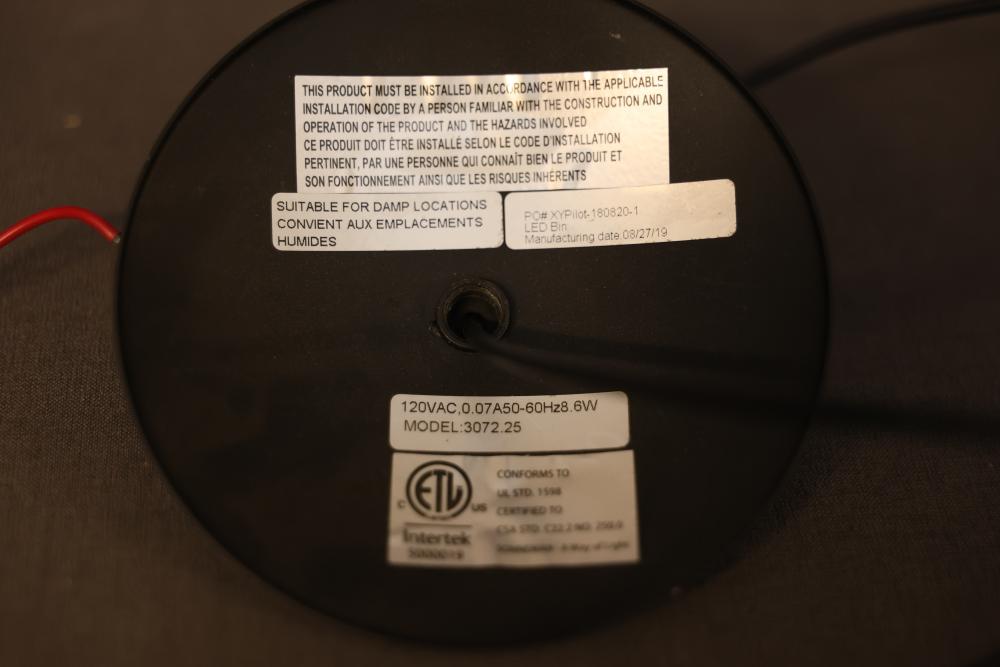 THIS PRODUCT MUST BE INSTALLED IN ACCORDANCE WITH THE APPLICABLE
INSTALLATION CODE BY A PERSON FAMILIAR WITH THE CONSTRUCTION AND
OPERATION OF THE PRODUCT AND THE HAZARDS INVOLVED
CE PRODUIT DOIT ÊTRE INSTALLÉ SELON LE CODE D'INSTALLATION
PERTINENT, PAR UNE PERSONNE QUI CONNAÎT BIEN LE PRODUIT ET
SON FONCTIONNEMENT AINSI QUE LES RISQUES INHÉRENTS
SUITABLE FOR DAMP LOCATIONS
CONVIENT AUX EMPLACEMENTS
HUMIDES
PO# XYPilot-180820-1
LED Bin:
Manufacturing date:08/27/19
120VAC,0.07A50-60Hz8.6W
MODEL:3072.25
C ETL US
Intertek
CONFORMS TO
UL STD. 1598
CERTIFIED TO
CSA STD. C22.2 NO. 250.0
A Way of Light